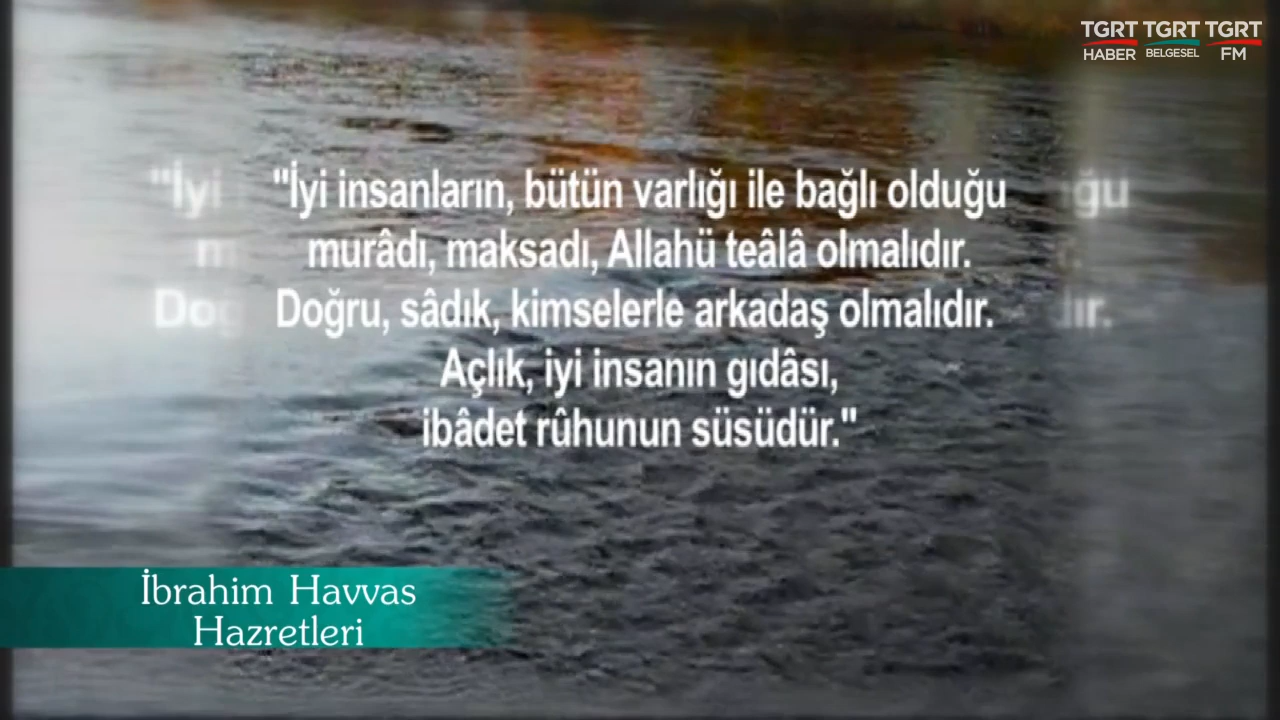 TGRT TGRT TGRT
HABER BELGESEL FM
"İyi insanların, bütün varlığı ile bağlı olduğu
murâdı, maksadı, Allahü teâlâ olmalıdır.
Doğru, sâdık, kimselerle arkadaş olmalıdır.
Açlık, iyi insanın gıdâsı,
ibâdet rûhunun süsüdür."
İbrahim Havvas
Hazretleri